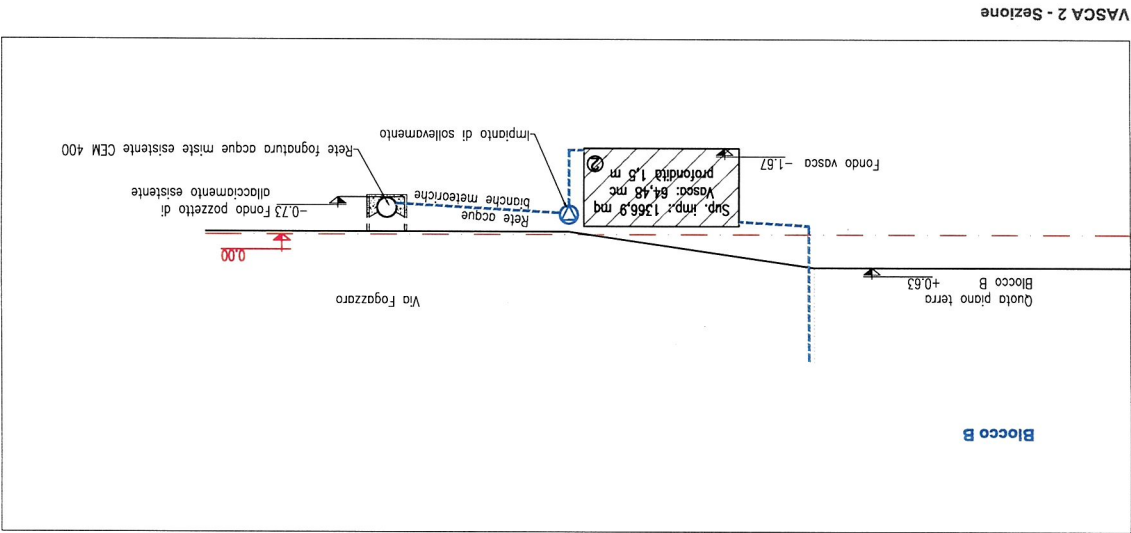 Blocco B
Quota piano terra
Blocco B +0.63
Via Fogazzaro
0.00
Sup. imp.: 1366,9 mq
Vasca: 64,48 mc
profondità 1,5 m
2
Rete acque
bianche meteoriche
-0.73 Fondo pozzetto di
allacciamento esistente
Fondo vasca -1.67
Impianto di sollevamento
Rete fognatura acque miste esistente CEM 400
VASCA 2 - Sezione